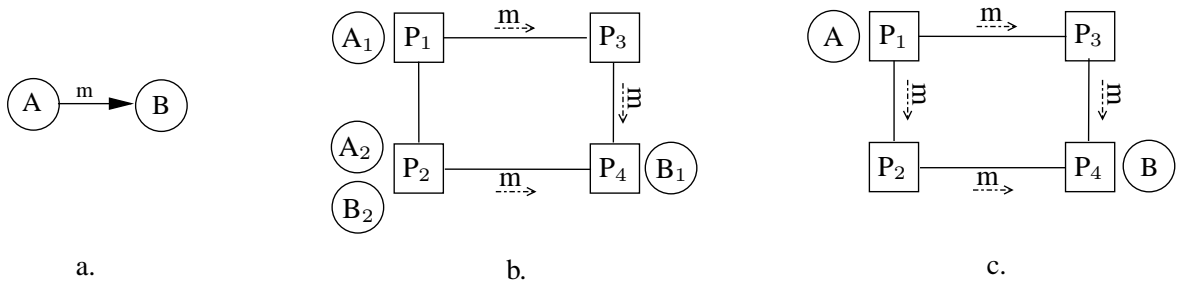 A m B
a.
A₁ P₁ m P₃
m
A₂ P₂ m P₄ B₁
B₂
b.
A P₁ m P₃
m m
P₂ m P₄ B
c.